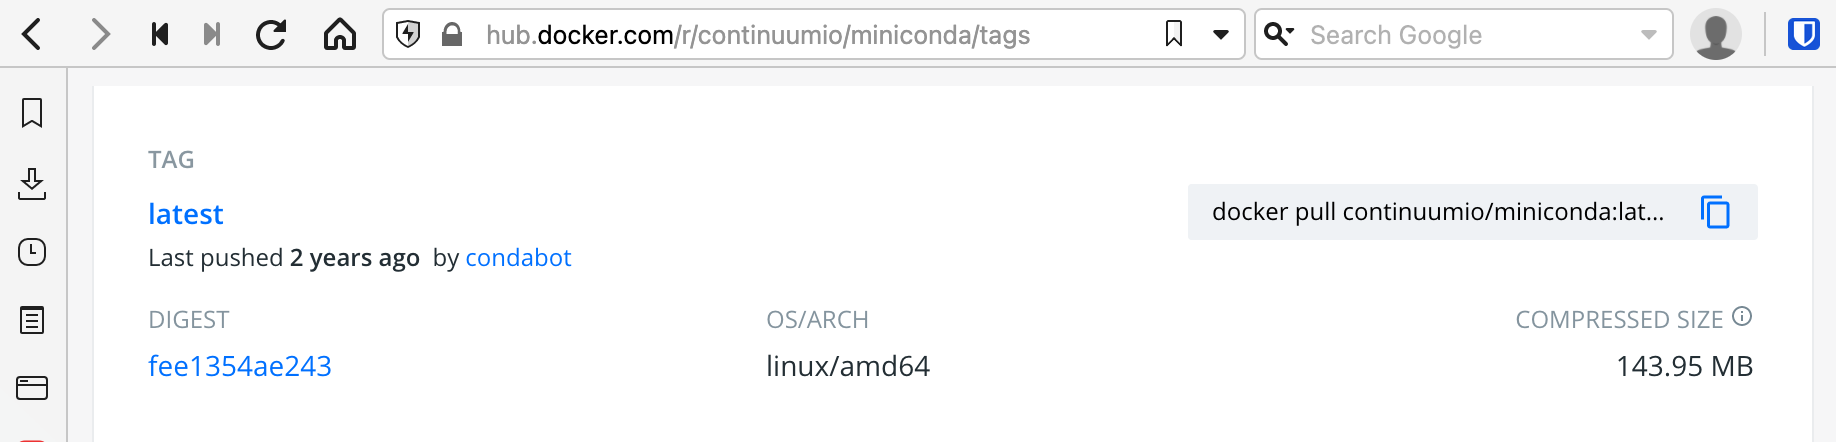 hub.docker.com/r/continuumio/miniconda/tags
Search Google
TAG
latest
docker pull continuumio/miniconda:lat...
Last pushed 2 years ago by condabot
DIGEST
OS/ARCH
COMPRESSED SIZE
fee1354ae243
linux/amd64
143.95 MB